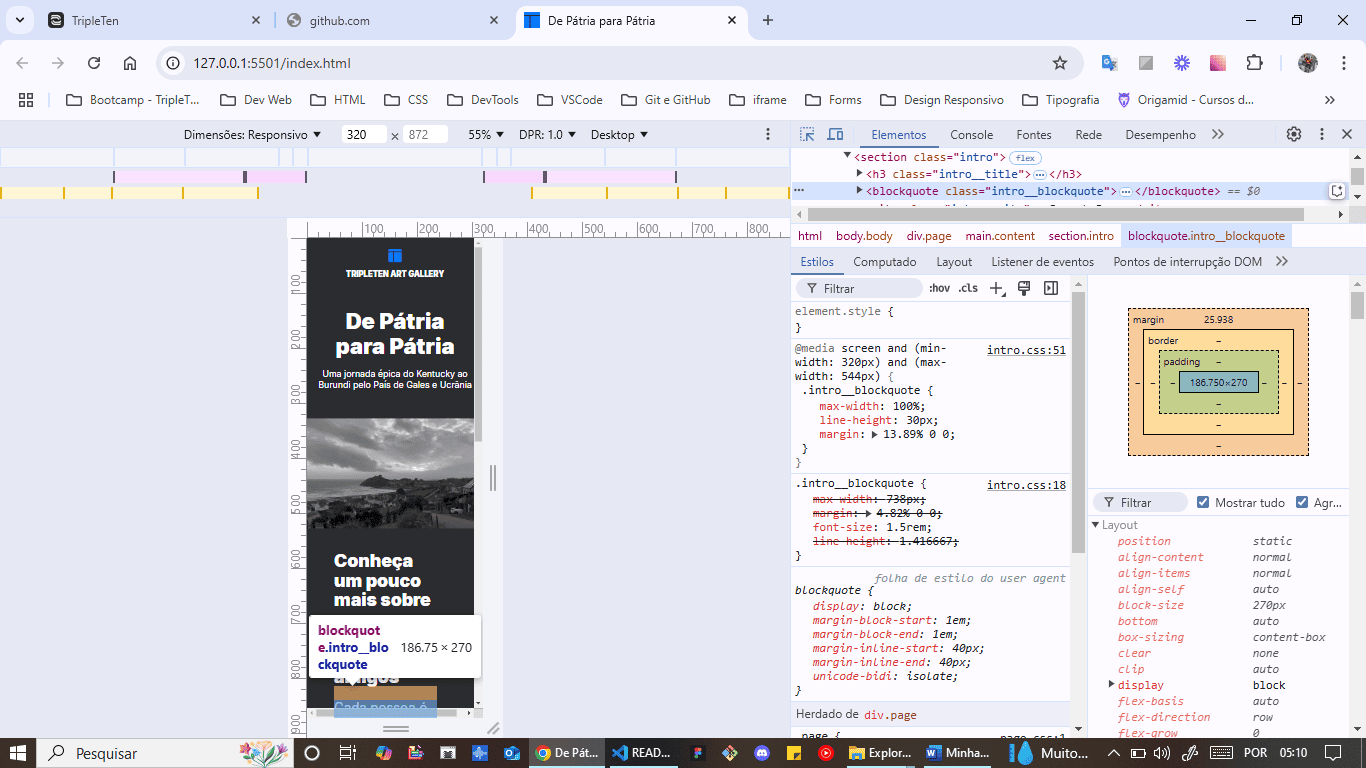 TripleTen
github.com
De Pátria para Pátria
127.0.0.1:5501/index.html
Bootcamp - TripleT...
Dev Web
HTML
CSS
DevTools
VSCode
Git e GitHub
iframe
Forms
Design Responsivo
Tipografia
Origamid - Cursos d...
Dimensões: Responsivo
320
×
872
55%
DPR: 1.0
Desktop
Elementos
Console
Fontes
Rede
Desempenho
<section class="intro">
flex
<h3 class="intro__title">
</h3>
<blockquote class="intro__blockquote">
</blockquote> == $0
html
body.body
div.page
main.content
section.intro
blockquote.intro__blockquote
Estilos
Computado
Layout
Listener de eventos
Pontos de interrupção DOM
Filtrar
:hov
.cls
element.style {
}
@media screen and (min-
width: 320px) and (max-
width: 544px) {
intro.css:51
.intro__blockquote {
max-width: 100%;
line-height: 30px;
margin: 13.89% 0 0;
}
}
.intro__blockquote {
intro.css:18
max-width: 738px;
margin: 4.82% 0 0;
font-size: 1.5rem;
line-height: 1.416667;
}
folha de estilo do user agent
blockquote {
display: block;
margin-block-start: 1em;
margin-block-end: 1em;
margin-inline-start: 40px;
margin-inline-end: 40px;
unicode-bidi: isolate;
}
Herdado de div.page
.page {
page.css:1
margin
25.938
border
–
padding
–
186.750×270
Filtrar
Mostrar tudo
Agr...
Layout
position
static
align-content
normal
align-items
normal
align-self
auto
block-size
270px
bottom
auto
box-sizing
content-box
clear
none
clip
auto
display
block
flex-basis
auto
flex-direction
row
flex-grow
0
100
200
300
400
500
600
700
800
100
200
300
400
500
600
700
800
900
TRIPLETEN ART GALLERY
De Pátria
para Pátria
Uma jornada épica do Kentucky ao
Burundi pelo País de Gales e Ucrânia
Conheça
um pouco
mais sobre
blockquot
e.intro__blo
ckquote
186.75 × 270
amigos
Cada pessoa é
Pesquisar
De Pát...
READ...
Explor...
Minha...
Muito...
POR
05:10